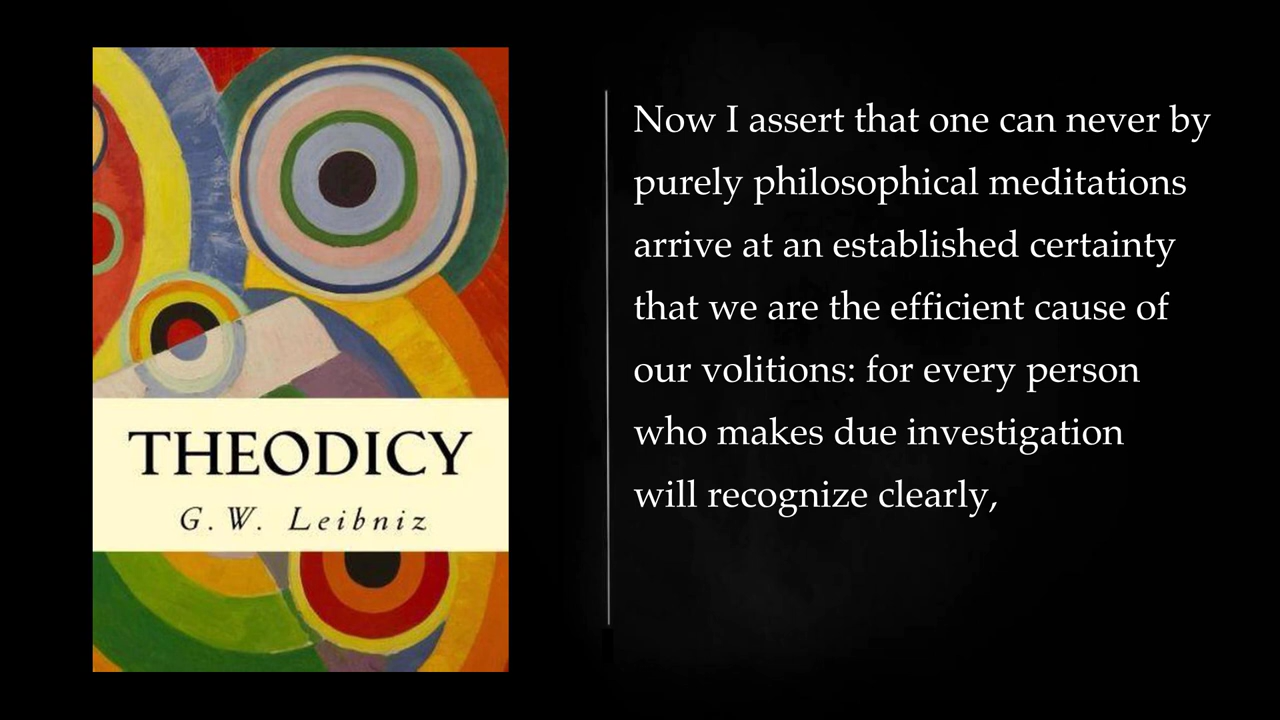 THEODICY
G. W. Leibniz
Now I assert that one can never by
purely philosophical meditations
arrive at an established certainty
that we are the efficient cause of
our volitions: for every person
who makes due investigation
will recognize clearly,